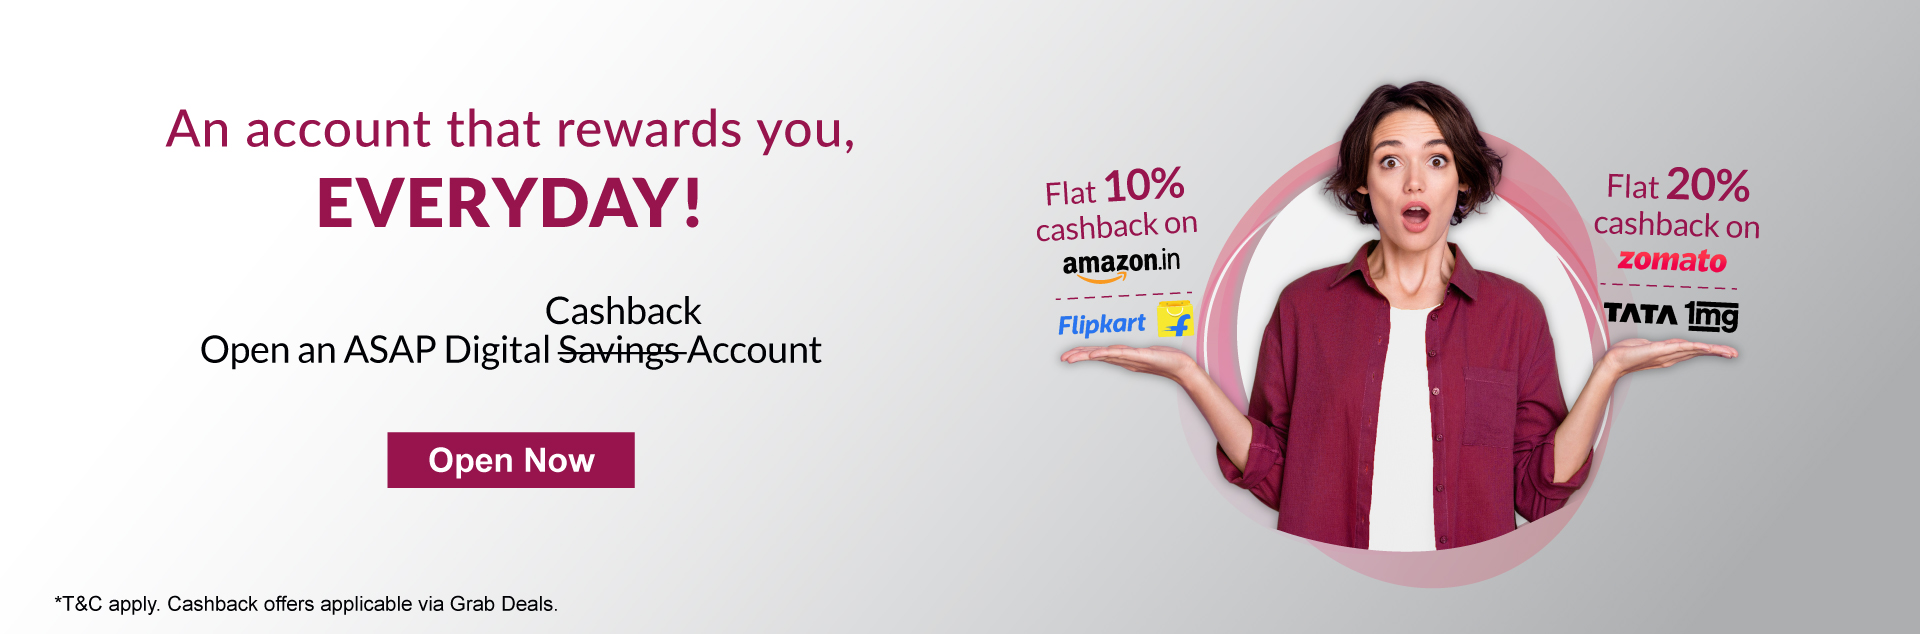 An account that rewards you,
EVERYDAY!
Cashback
Open an ASAP Digital Savings Account
Open Now
*T&C apply. Cashback offers applicable via Grab Deals.
Flat 10%
cashback on
amazon.in
Flipkart
Flat 20%
cashback on
zomato
TATA 1mg